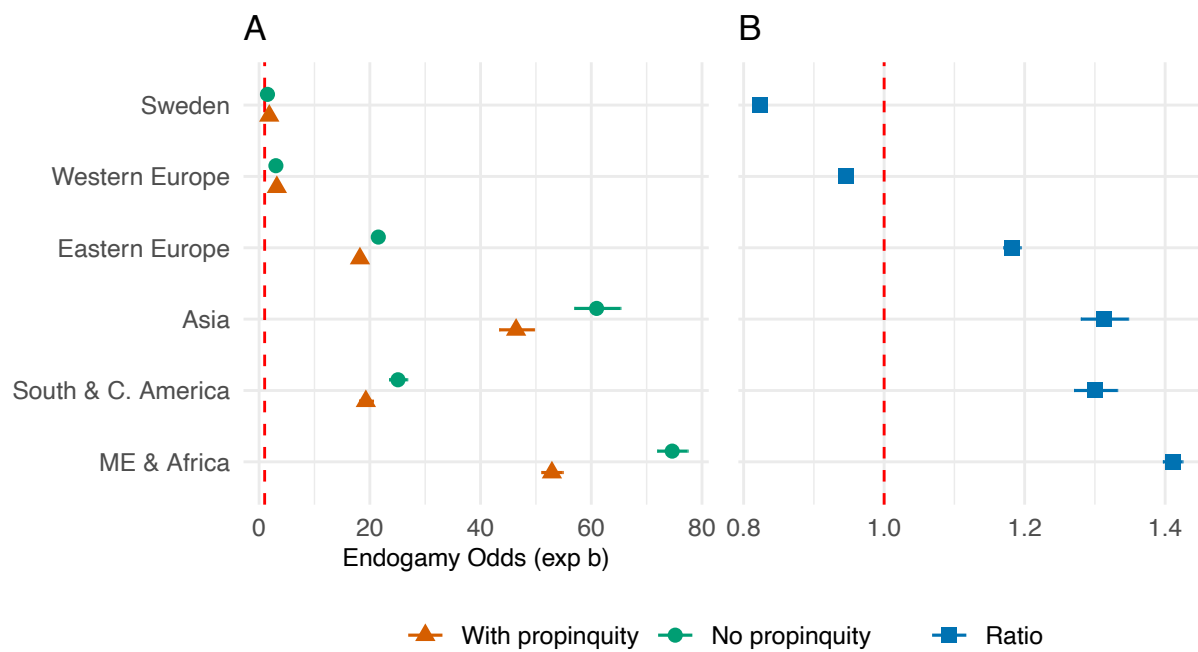 A B
Sweden
Western Europe
Eastern Europe
Asia
South & C. America
ME & Africa
0 20 40 60 80 0.8 1.0 1.2 1.4
Endogamy Odds (exp b)
With propinquity No propinquity Ratio